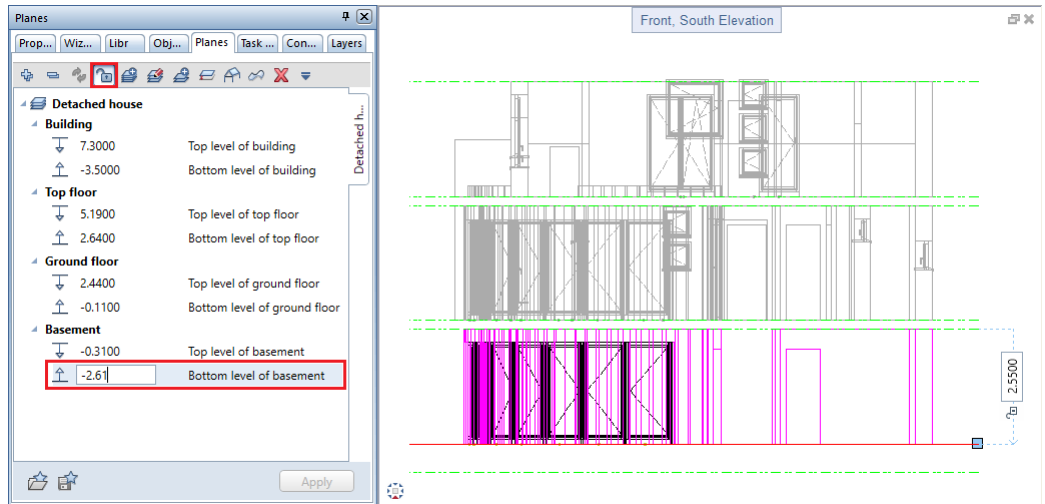 Planes
Prop... Wiz... Libr Obj... Planes Task ... Con... Layers
Detached house
Building
7.3000 Top level of building
-3.5000 Bottom level of building
Top floor
5.1900 Top level of top floor
2.6400 Bottom level of top floor
Ground floor
2.4400 Top level of ground floor
-0.1100 Bottom level of ground floor
Basement
-0.3100 Top level of basement
-2.61 Bottom level of basement
Detached h...
Apply
Front, South Elevation
2.5500